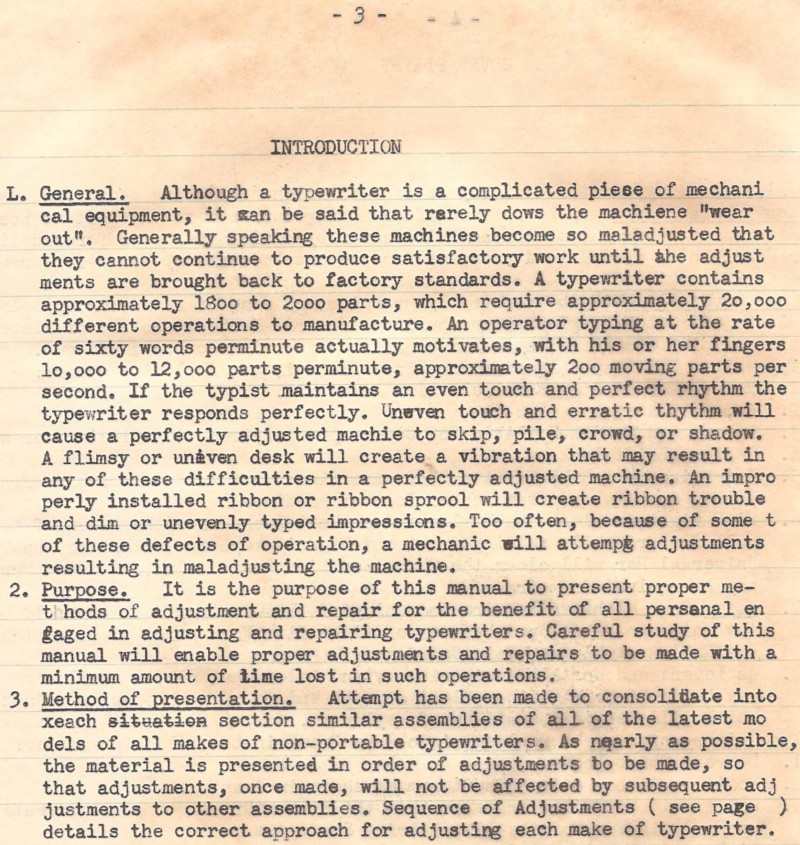 - 3 -
INTRODUCTION
L. General. Although a typewriter is a complicated piese of mechani
cal equipment, it can be said that rerely dows the machiene "wear
out". Generally speaking these machines become so maladjusted that
they cannot continue to produce satisfactory work until the adjust
ments are brought back to factory standards. A typewriter contains
approximately 18oo to 2ooo parts, which require approximately 2o,ooo
different operations to manufacture. An operator typing at the rate
of sixty words perminute actually motivates, with his or her fingers
lo,ooo to 12,ooo parts perminute, approximately 2oo moving parts per
second. If the typist maintains an even touch and perfect rhythm the
typewriter responds perfectly. Uneven touch and erratic thythm will
cause a perfectly adjusted machie to skip, pile, crowd, or shadow.
A flimsy or uneven desk will create a vibration that may result in
any of these difficulties in a perfectly adjusted machine. An impro
perly installed ribbon or ribbon sprool will create ribbon trouble
and dim or unevenly typed impressions. Too often, because of some t
of these defects of operation, a mechanic will attempt adjustments
resulting in maladjusting the machine.
2. Purpose. It is the purpose of this manual to present proper me-
t hods of adjustment and repair for the benefit of all persanal en
gaged in adjusting and repairing typewriters. Careful study of this
manual will enable proper adjustments and repairs to be made with a
minimum amount of time lost in such operations.
3. Method of presentation. Attempt has been made to consolidate into
xeach situation section similar assemblies of all of the latest mo
dels of all makes of non-portable typewriters. As nearly as possible,
the material is presented in order of adjustments to be made, so
that adjustments, once made, will not be affected by subsequent adj
justments to other assemblies. Sequence of Adjustments ( see page )
details the correct approach for adjusting each make of typewriter.